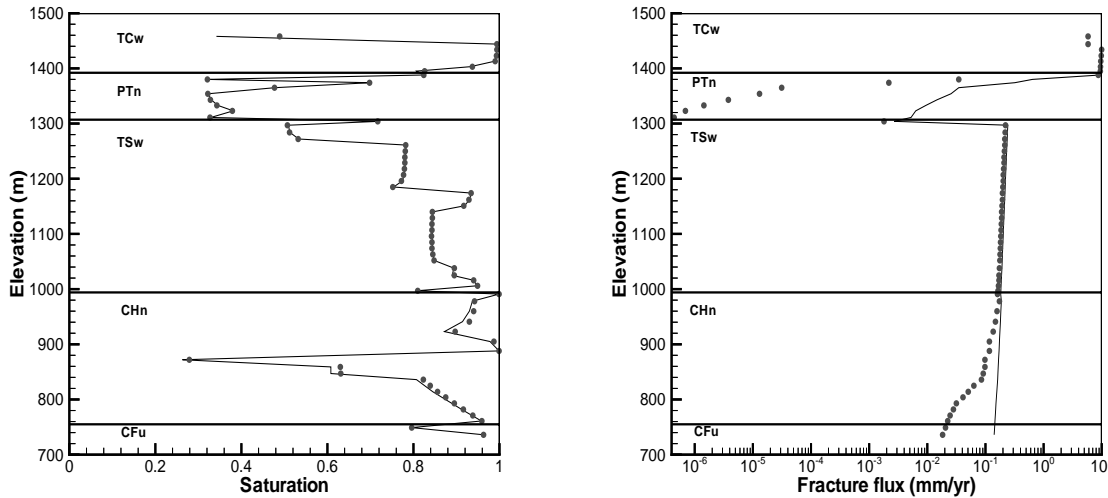 1500
1400
1300
1200
1100
1000
900
800
700
Elevation (m)
TCw
PTn
TSw
CHn
CFu
0 0.2 0.4 0.6 0.8 1
Saturation
1500
1400
1300
1200
1100
1000
900
800
700
Elevation (m)
TCw
PTn
TSw
CHn
CFu
10-6 10-5 10-4 10-3 10-2 10-1 100 10
Fracture flux (mm/yr)